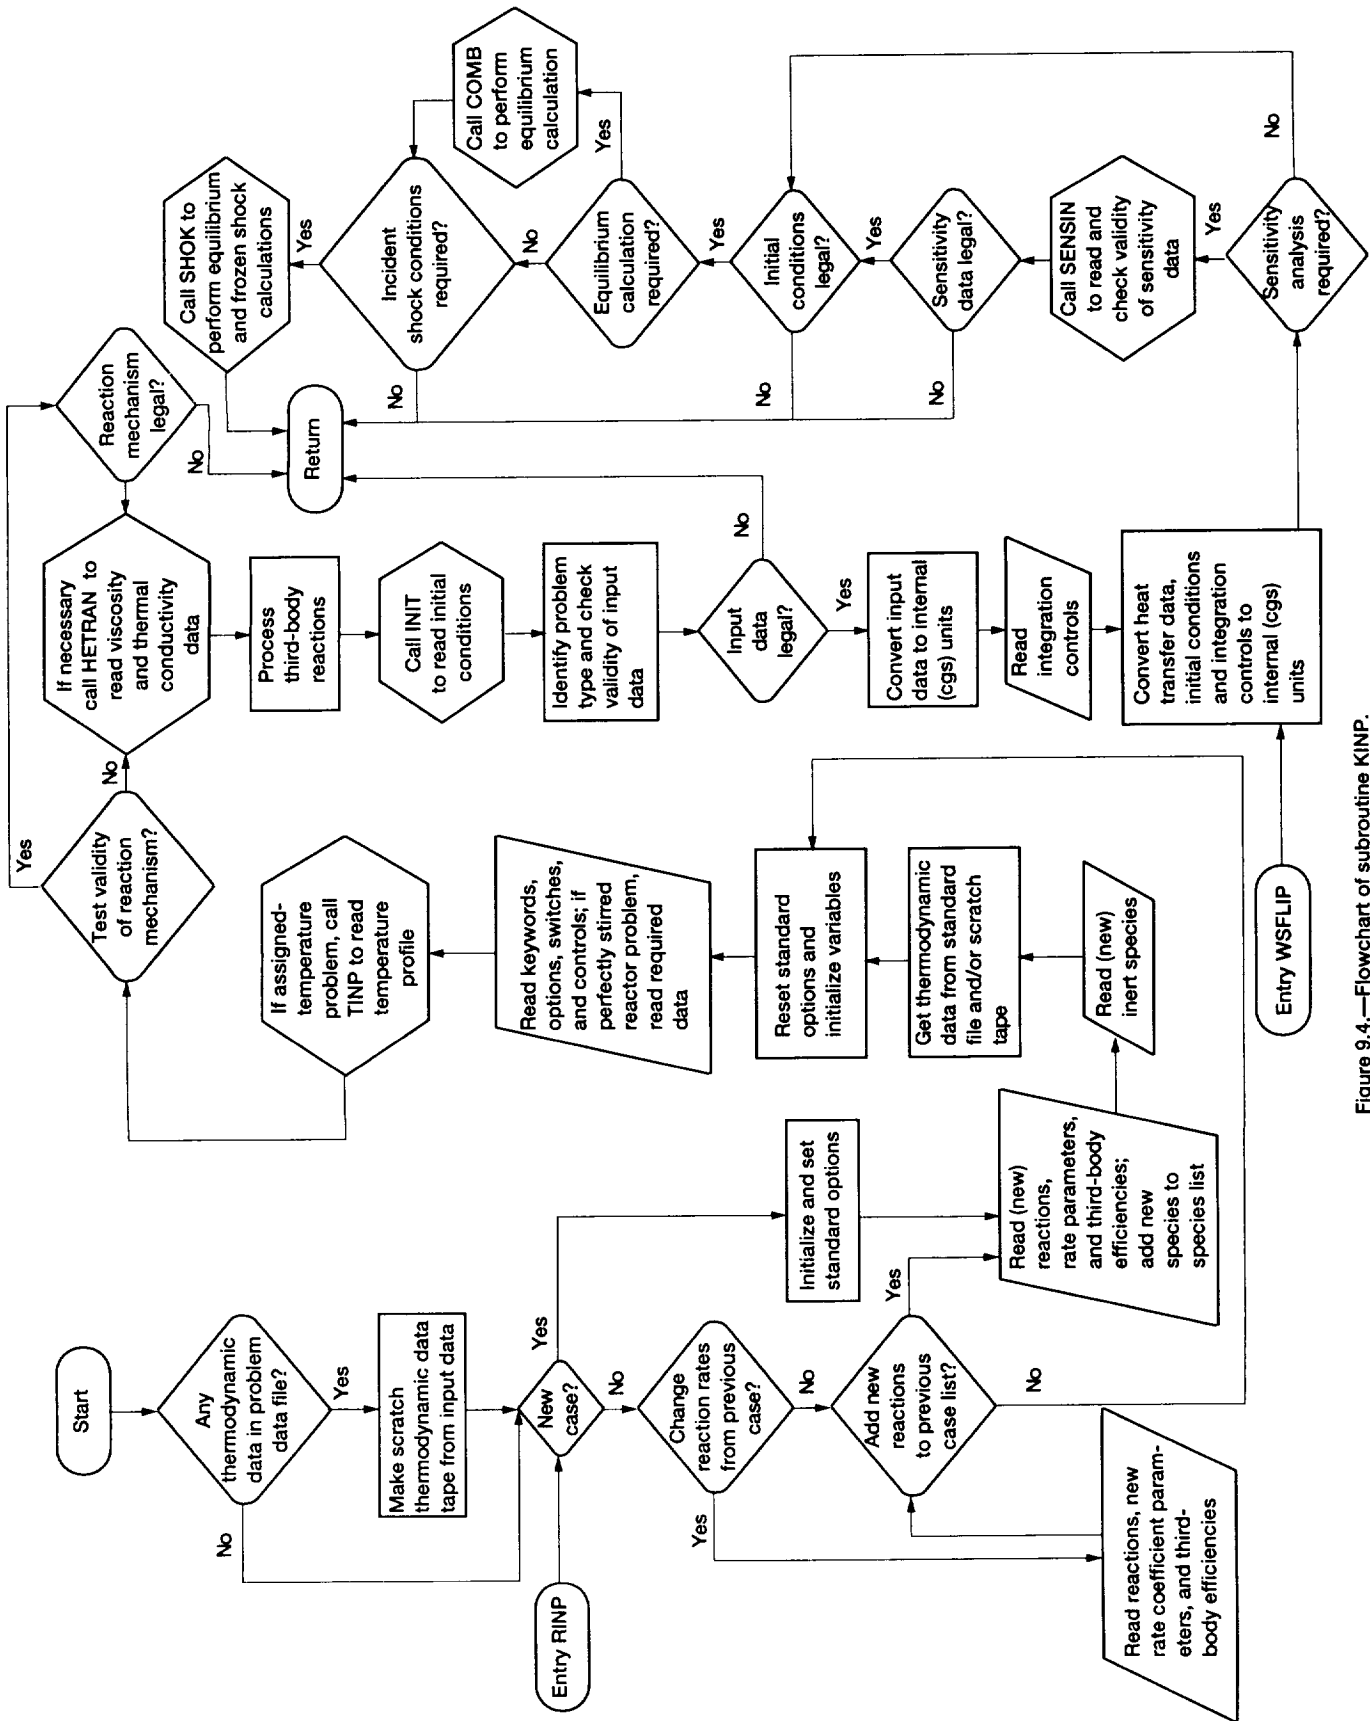 Start
Any
thermodynamic
data in problem
data file?
Yes
No
Make scratch
thermodynamic data
tape from input data
Entry RINP
New
case?
Yes
No
Change
reaction rates
from previous
case?
Yes
No
Read reactions, new
rate coefficient param-
eters, and third-
body efficiencies
Add new
reactions
to previous
case list?
Yes
No
Initialize and set
standard options
Read (new)
reactions,
rate parameters,
and third-body
efficiencies;
add new
species to
species list
Read (new)
inert species
Get thermodynamic
data from standard
file and/or scratch
tape
Reset standard
options and
initialize variables
Read keywords,
options, switches,
and controls; if
perfectly stirred
reactor problem,
read required
data
If assigned-
temperature
problem, call
TINP to read
temperature
profile
Test validity
of reaction
mechanism?
Yes
No
Reaction
mechanism
legal?
No
If necessary
call HETRAN to
read viscosity
and thermal
conductivity
data
Process
third-body
reactions
Call INIT
to read initial
conditions
Identify problem
type and check
validity of input
data
Input
data
legal?
No
Yes
Convert input
data to internal
(cgs) units
Read
integration
controls
Convert heat
transfer data,
initial conditions
and integration
controls to
internal (cgs)
units
Entry WSFLIP
Sensitivity
analysis
required?
Yes
No
Call SENSIN
to read and
check validity
of sensitivity
data
Sensitivity
data legal?
Yes
No
Initial
conditions
legal?
Yes
No
Equilibrium
calculation
required?
Yes
No
Call COMB
to perform
equilibrium
calculation
Incident
shock conditions
required?
Yes
No
Call SHOK to
perform equilibrium
and frozen shock
calculations
Return
Figure 9.4.—Flowchart of subroutine KINP.